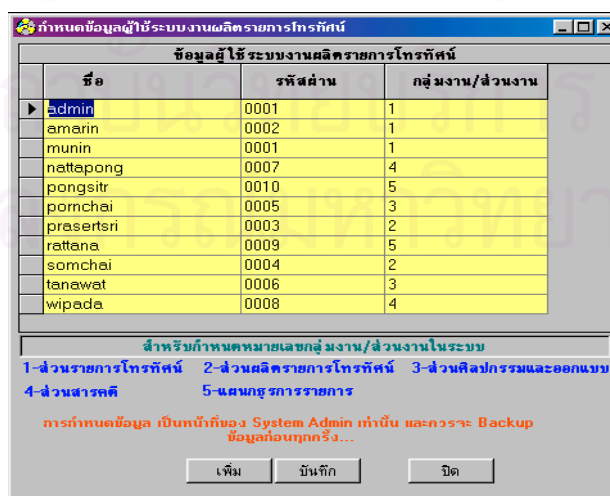 กำหนดข้อมูลผู้ใช้ระบบงานผลิตรายการโทรทัศน์
ข้อมูลผู้ใช้ระบบงานผลิตรายการโทรทัศน์
ชื่อ รหัสผ่าน กลุ่มงาน/ส่วนงาน
admin 0001 1
amarin 0002 1
munin 0001 1
nattapong 0007 4
pongsitr 0010 5
pornchai 0005 3
prasertsri 0003 2
rattana 0009 5
somchai 0004 2
tanawat 0006 3
wipada 0008 4
สำหรับกำหนดหมายเลขกลุ่มงาน/ส่วนงานในระบบ
1-ส่วนรายการโทรทัศน์ 2-ส่วนผลิตรายการโทรทัศน์ 3-ส่วนศิลปกรรมและออกแบบ
4-ส่วนสารคดี 5-แผนกธุรการรายการ
การกำหนดข้อมูล เป็นหน้าที่ของ System Admin เท่านั้น และควรจะ Backup
ข้อมูลก่อนทุกครั้ง...
เพิ่ม บันทึก ปิด